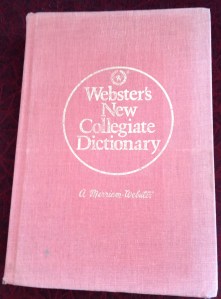 Webster's
New
Collegiate
Dictionary
A Merriam-Webster